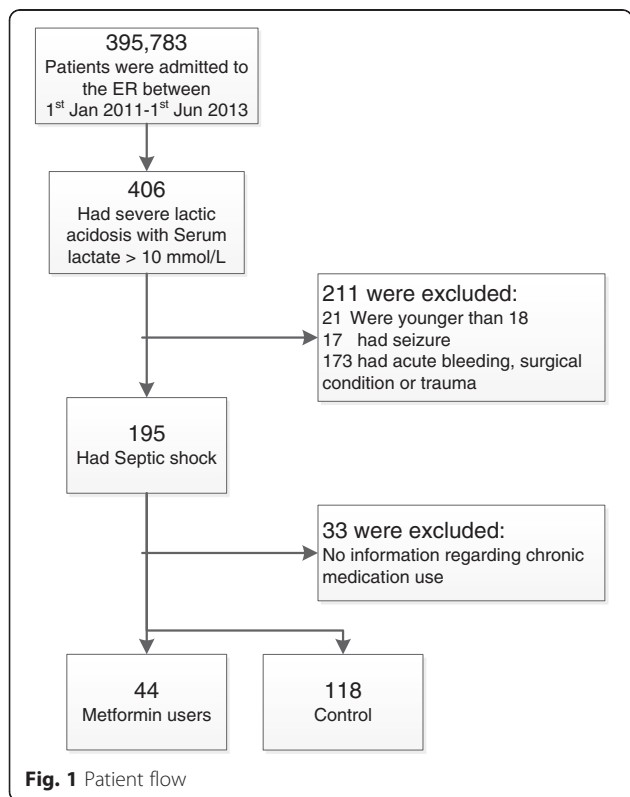 395,783
Patients were admitted to
the ER between
1st Jan 2011-1st Jun 2013
406
Had severe lactic
acidosis with Serum
lactate > 10 mmol/L
211 were excluded:
21 Were younger than 18
17 had seizure
173 had acute bleeding, surgical
condition or trauma
195
Had Septic shock
33 were excluded:
No information regarding chronic
medication use
44
Metformin users
118
Control
Fig. 1 Patient flow